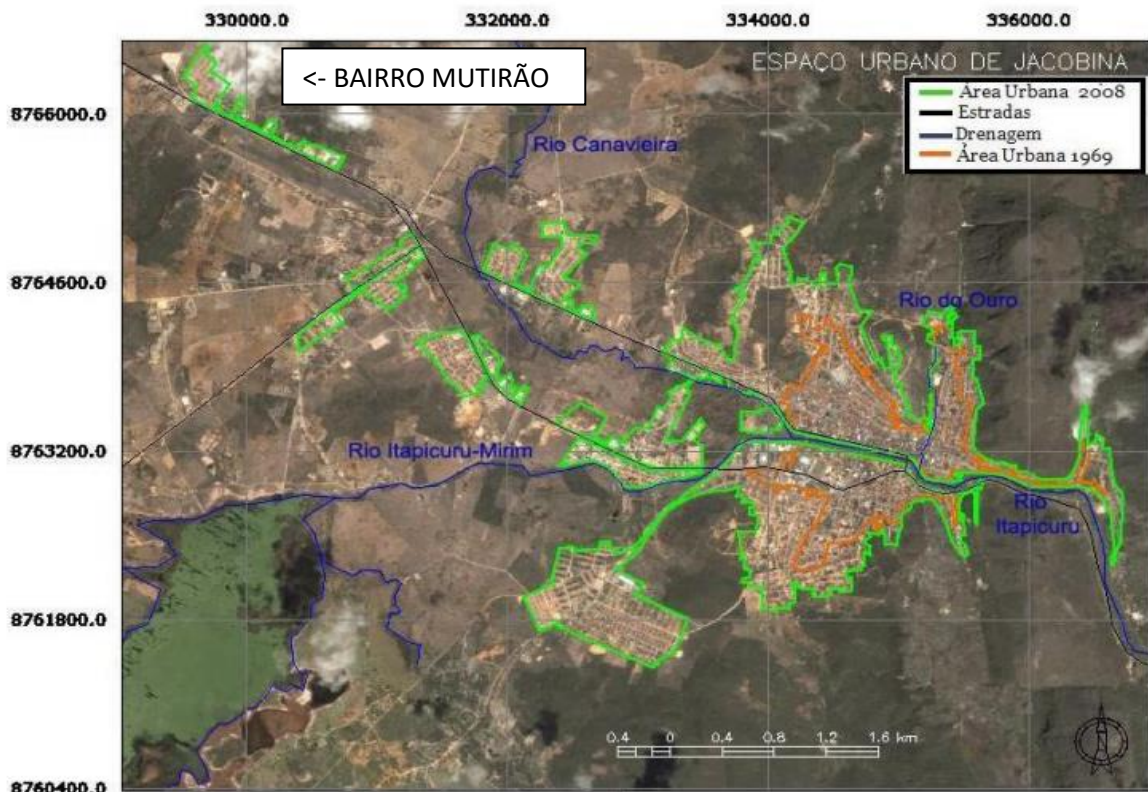 330000.0 332000.0 334000.0 336000.0
ESPAÇO URBANO DE JACOBINA
<- BAIRRO MUTIRÃO
Área Urbana 2008
Estradas
Drenagem
Área Urbana 1969
8766000.0
Rio Canavieira
8764600.0
Rio do Ouro
8763200.0
Rio Itapicuru-Mirim
Rio
Itapicuru
8761800.0
0.4 0 0.4 0.8 1.2 1.6 km
8760400.0